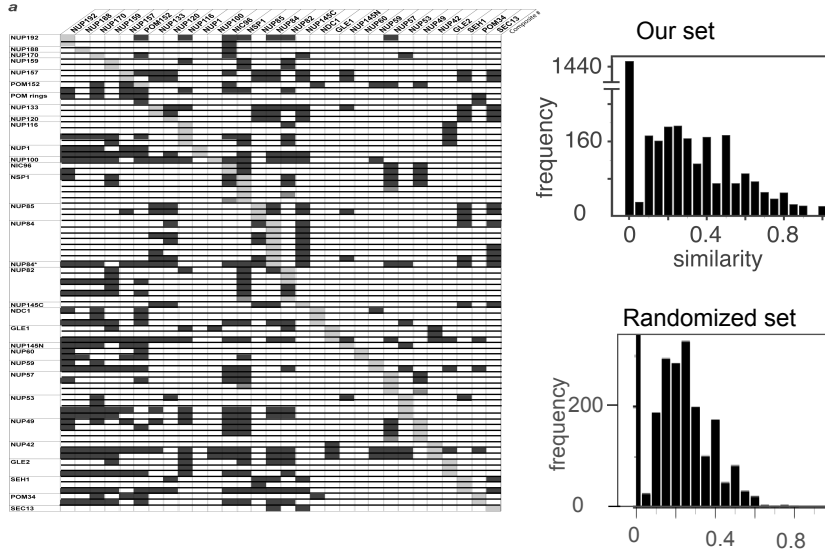 a
NUP192
NUP188
NUP170
NUP159
NUP157
POM152
NUP133
NUP120
NUP116
NUP1
NUP100
NIC96
NSP1
NUP85
NUP84
NUP82
NUP145C
NDC1
GLE1
NUP145N
NUP60
NUP59
NUP57
NUP53
NUP49
NUP42
GLE2
SEH1
POM34
SEC13
Composite #
NUP192
NUP188
NUP170
NUP159
NUP157
POM152
POM rings
NUP133
NUP120
NUP116
NUP1
NUP100
NIC96
NSP1
NUP85
NUP84
NUP84*
NUP82
NUP145C
NDC1
GLE1
NUP145N
NUP60
NUP59
NUP57
NUP53
NUP49
NUP42
GLE2
SEH1
POM34
SEC13
Our set
1440
160
0
frequency
0 0.4 0.8
similarity
Randomized set
200
0
frequency
0 0.4 0.8